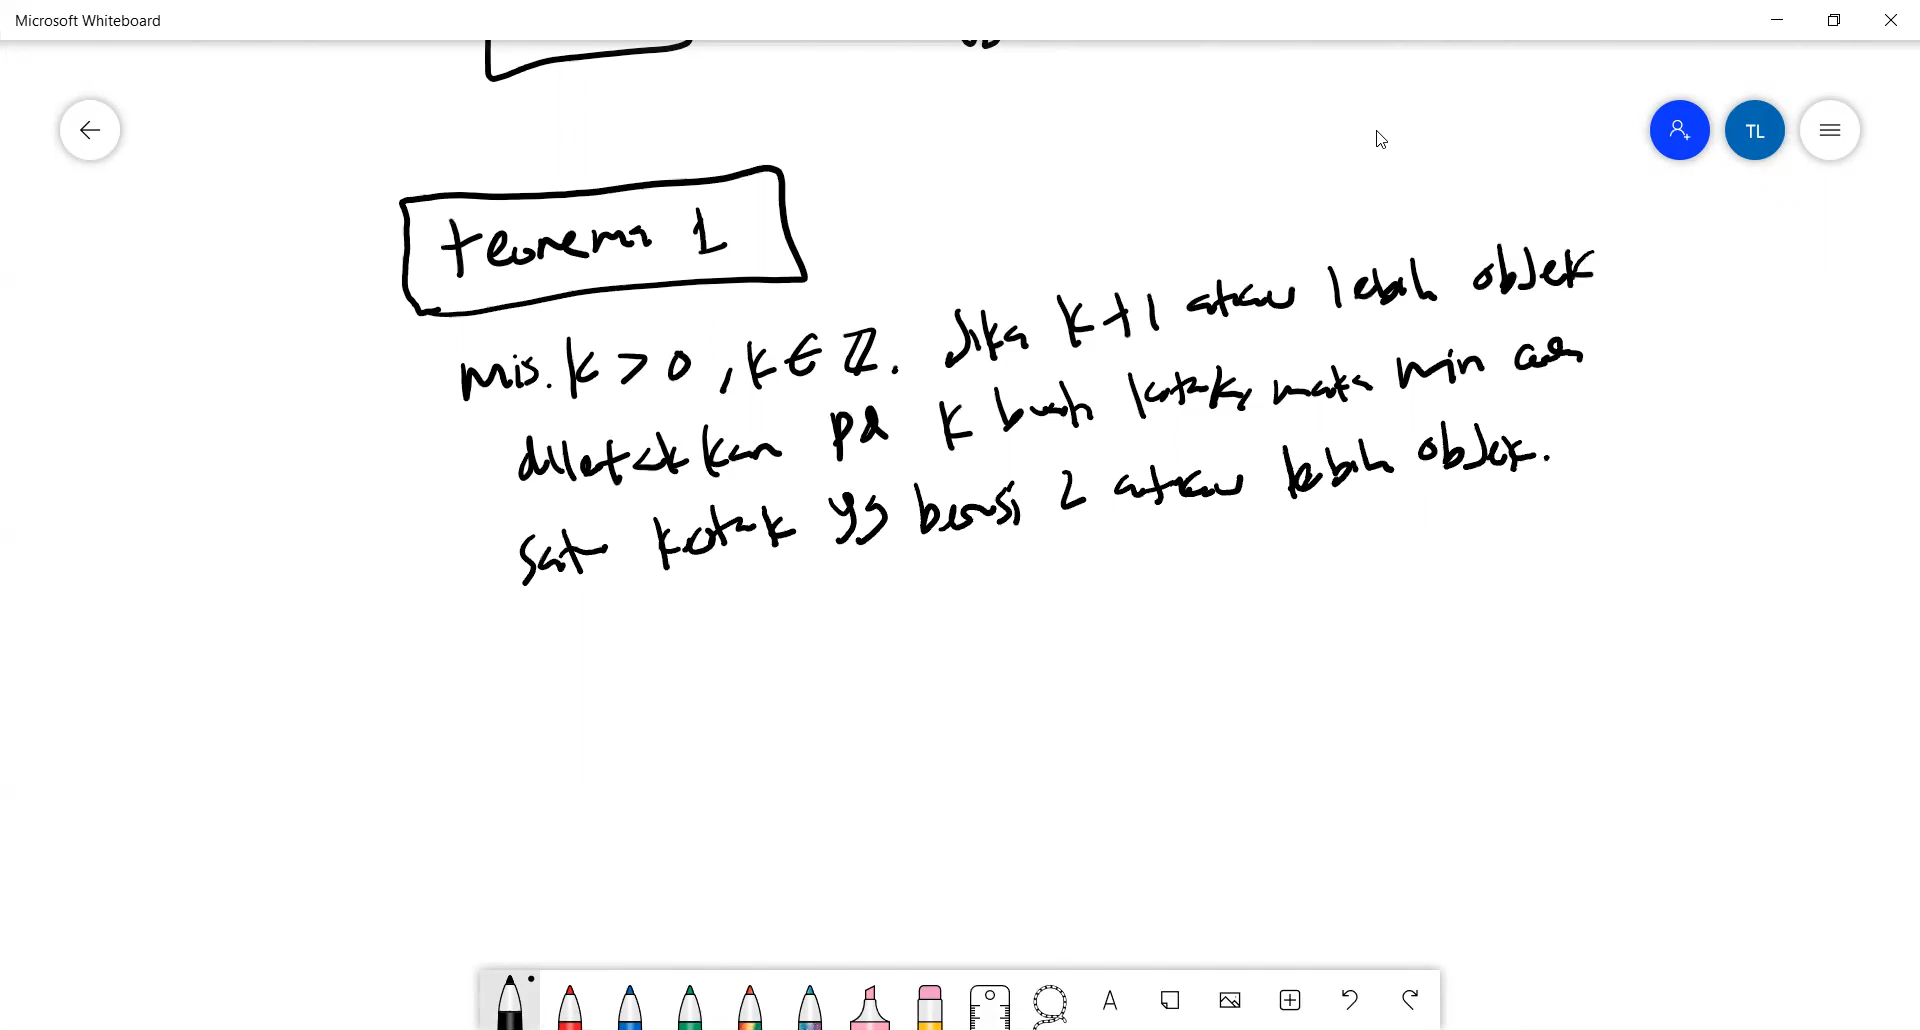 Microsoft Whiteboard
TL
teorema 1
mis. k > 0, k ∈ ℤ. Jika k+1 atau lebih objek
diletakkan pd k buah kotak, maka min ada
satu kotak yg berisi 2 atau lebih objek.
A